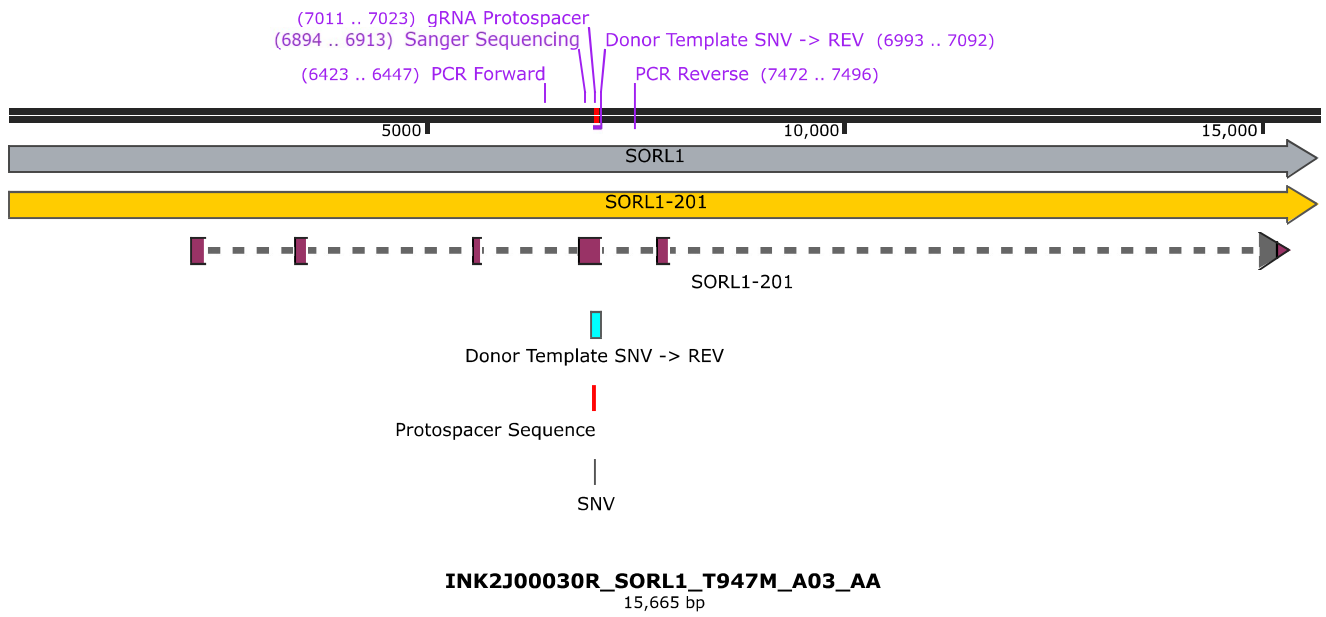 (7011 .. 7023) gRNA Protospacer
(6894 .. 6913) Sanger Sequencing Donor Template SNV -> REV (6993 .. 7092)
(6423 .. 6447) PCR Forward PCR Reverse (7472 .. 7496)
5000 10,000 15,000
SORL1
SORL1-201
SORL1-201
Donor Template SNV -> REV
Protospacer Sequence
SNV
INK2J00030R_SORL1_T947M_A03_AA
15,665 bp